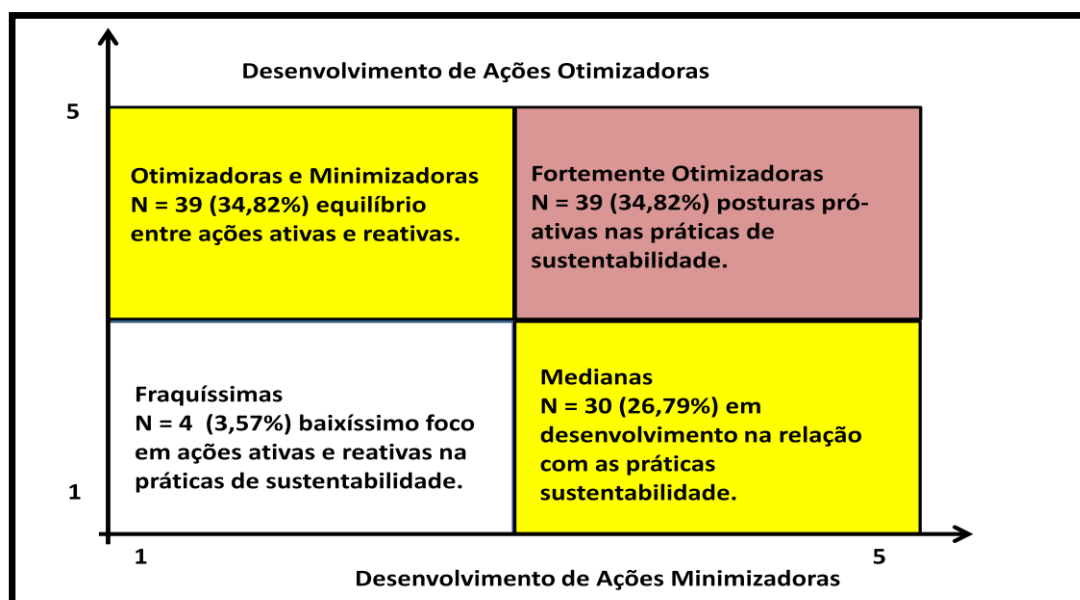 Desenvolvimento de Ações Otimizadoras
5
Otimizadoras e Minimizadoras
N = 39 (34,82%) equilíbrio
entre ações ativas e reativas.
Fortemente Otimizadoras
N = 39 (34,82%) posturas pró-
ativas nas práticas de
sustentabilidade.
Fraquíssimas
N = 4 (3,57%) baixíssimo foco
em ações ativas e reativas na
práticas de sustentabilidade.
Medianas
N = 30 (26,79%) em
desenvolvimento na relação
com as práticas
sustentabilidade.
1
1
5
Desenvolvimento de Ações Minimizadoras